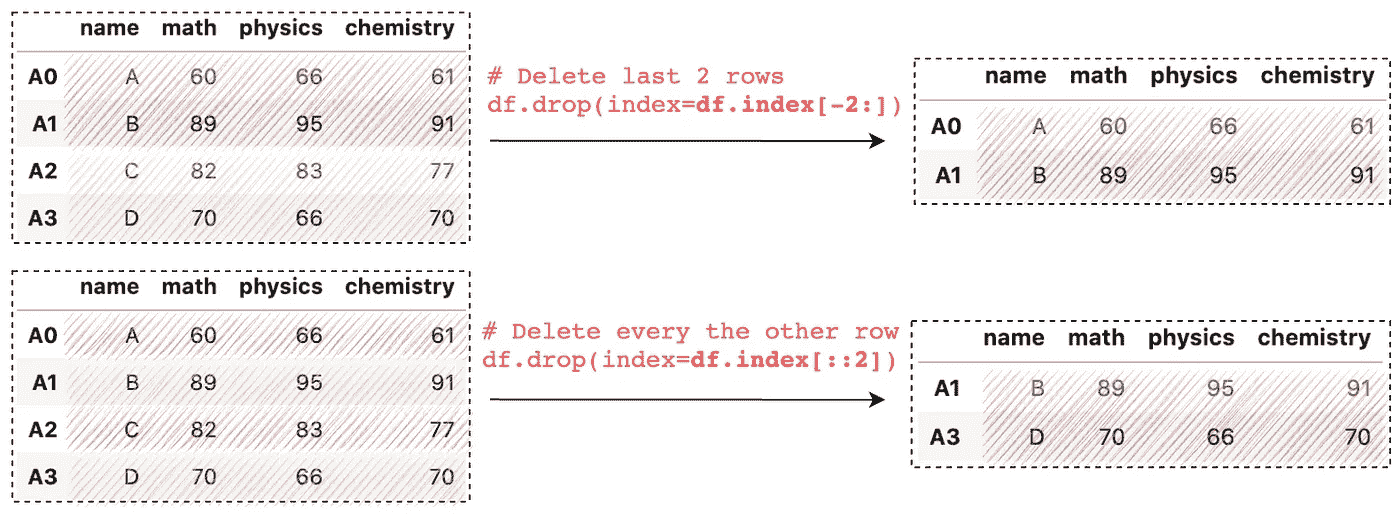 name math physics chemistry
A0 A 60 66 61
A1 B 89 95 91
A2 C 82 83 77
A3 D 70 66 70
# Delete last 2 rows
df.drop(index=df.index[-2:])
name math physics chemistry
A0 A 60 66 61
A1 B 89 95 91
name math physics chemistry
A0 A 60 66 61
A1 B 89 95 91
A2 C 82 83 77
A3 D 70 66 70
# Delete every the other row
df.drop(index=df.index[::2])
name math physics chemistry
A1 B 89 95 91
A3 D 70 66 70